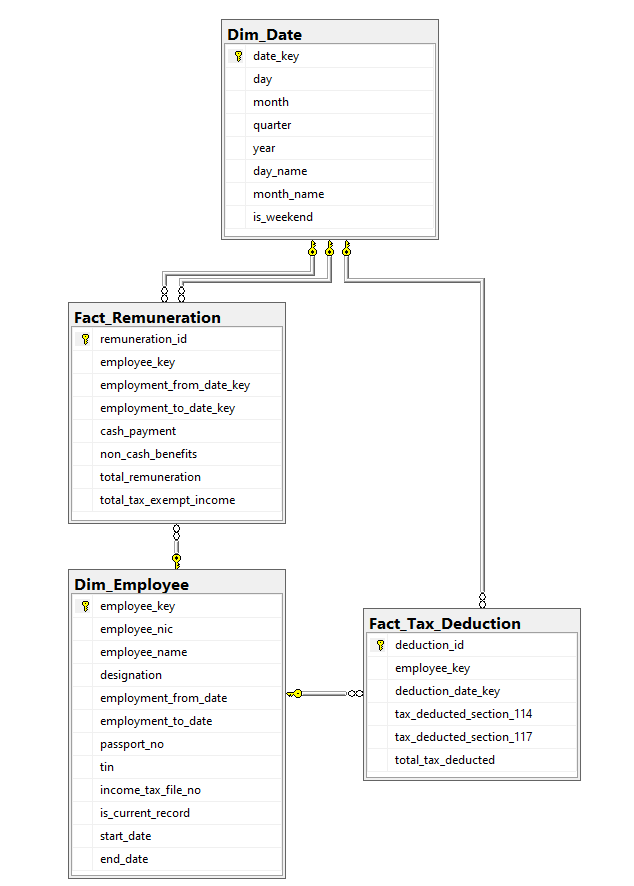 Dim_Date
date_key
day
month
quarter
year
day_name
month_name
is_weekend
Fact_Remuneration
remuneration_id
employee_key
employment_from_date_key
employment_to_date_key
cash_payment
non_cash_benefits
total_remuneration
total_tax_exempt_income
Dim_Employee
employee_key
employee_nic
employee_name
designation
employment_from_date
employment_to_date
passport_no
tin
income_tax_file_no
is_current_record
start_date
end_date
Fact_Tax_Deduction
deduction_id
employee_key
deduction_date_key
tax_deducted_section_114
tax_deducted_section_117
total_tax_deducted